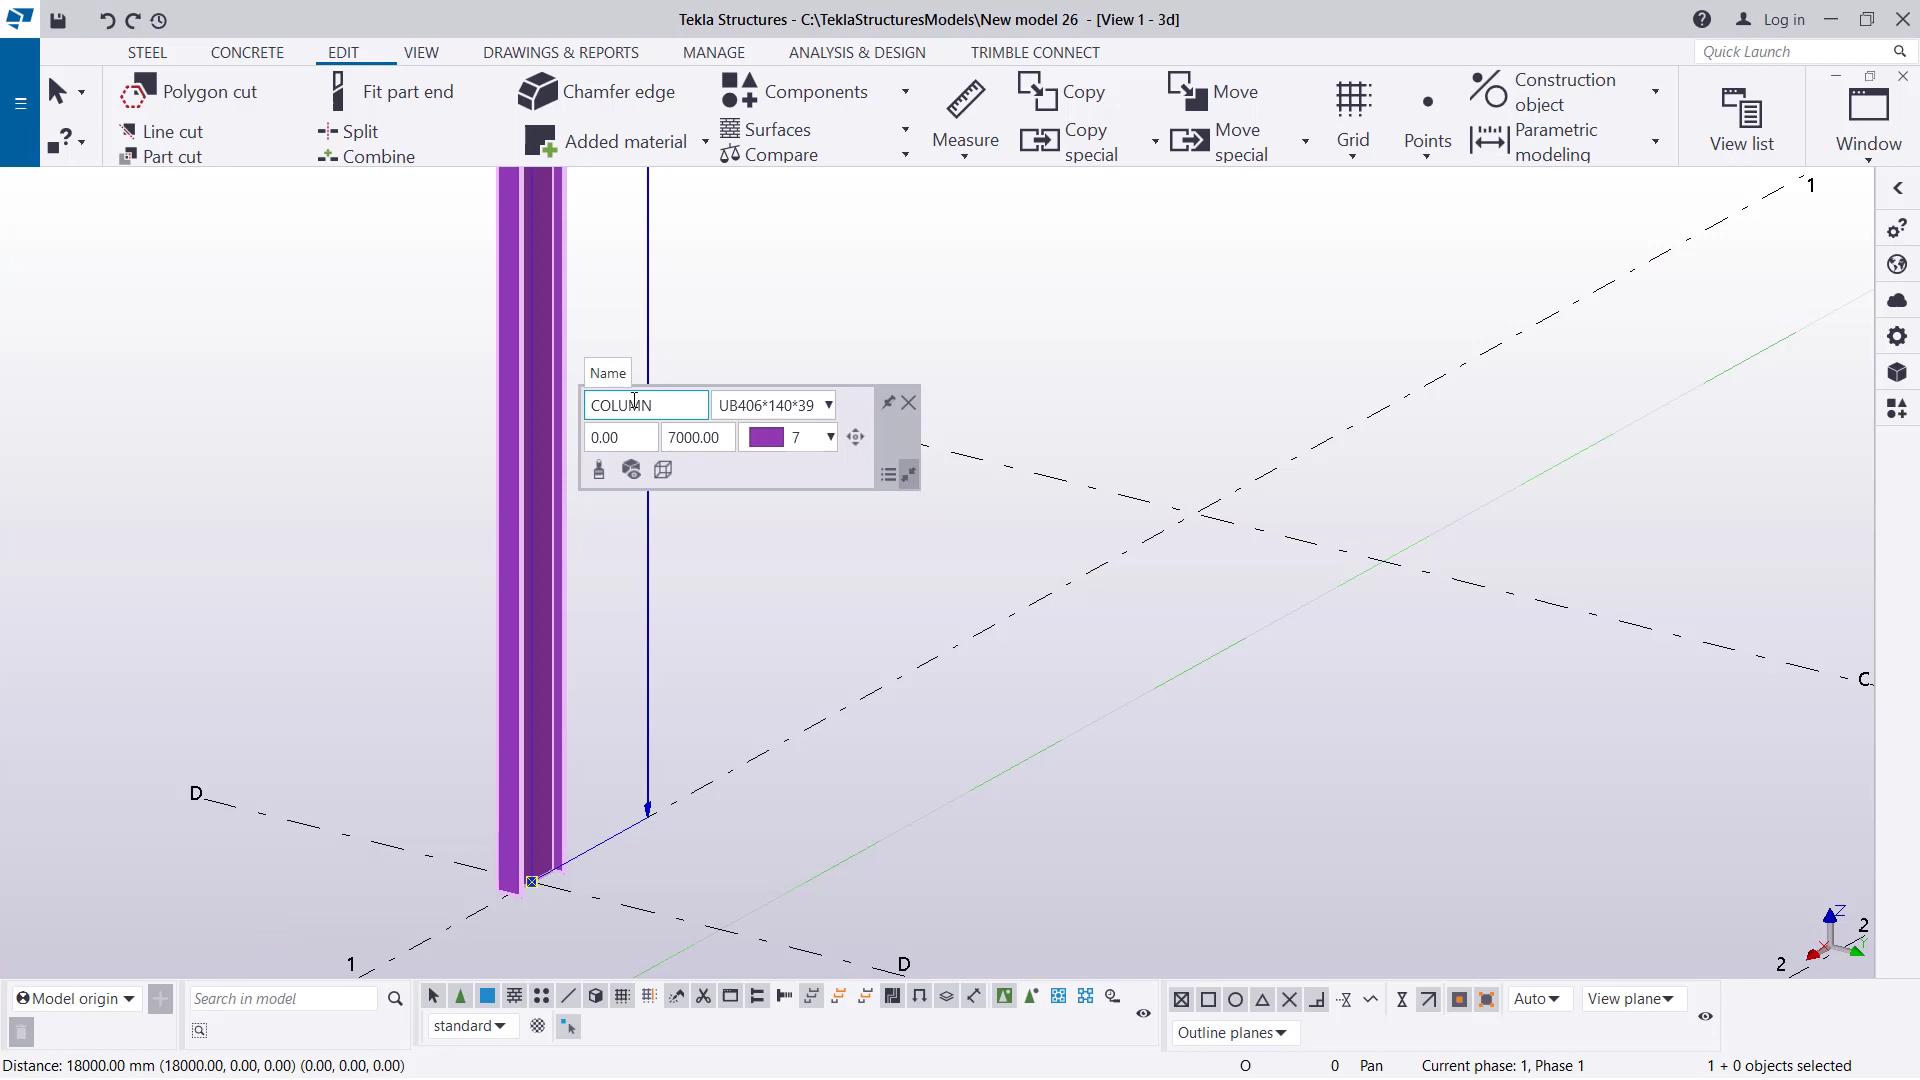 Tekla Structures - C:\TeklaStructuresModels\New model 26 - [View 1 - 3d]
Log in
STEEL CONCRETE EDIT VIEW DRAWINGS & REPORTS MANAGE ANALYSIS & DESIGN TRIMBLE CONNECT
Quick Launch
Polygon cut
Line cut
Part cut
Fit part end
Split
Combine
Chamfer edge
Added material
Components
Surfaces
Compare
Measure
Copy
Copy
special
Move
Move
special
Grid
Points
Construction
object
Parametric
modeling
View list
Window
1
Name
COLUMN UB406*140*39
0.00 7000.00 7
C
D
1
D
2
2
Z
X
Y
Model origin
Search in model
standard
Auto
View plane
Outline planes
Distance: 18000.00 mm (18000.00, 0.00, 0.00) (0.00, 0.00, 0.00)
O 0 Pan Current phase: 1, Phase 1 1 + 0 objects selected